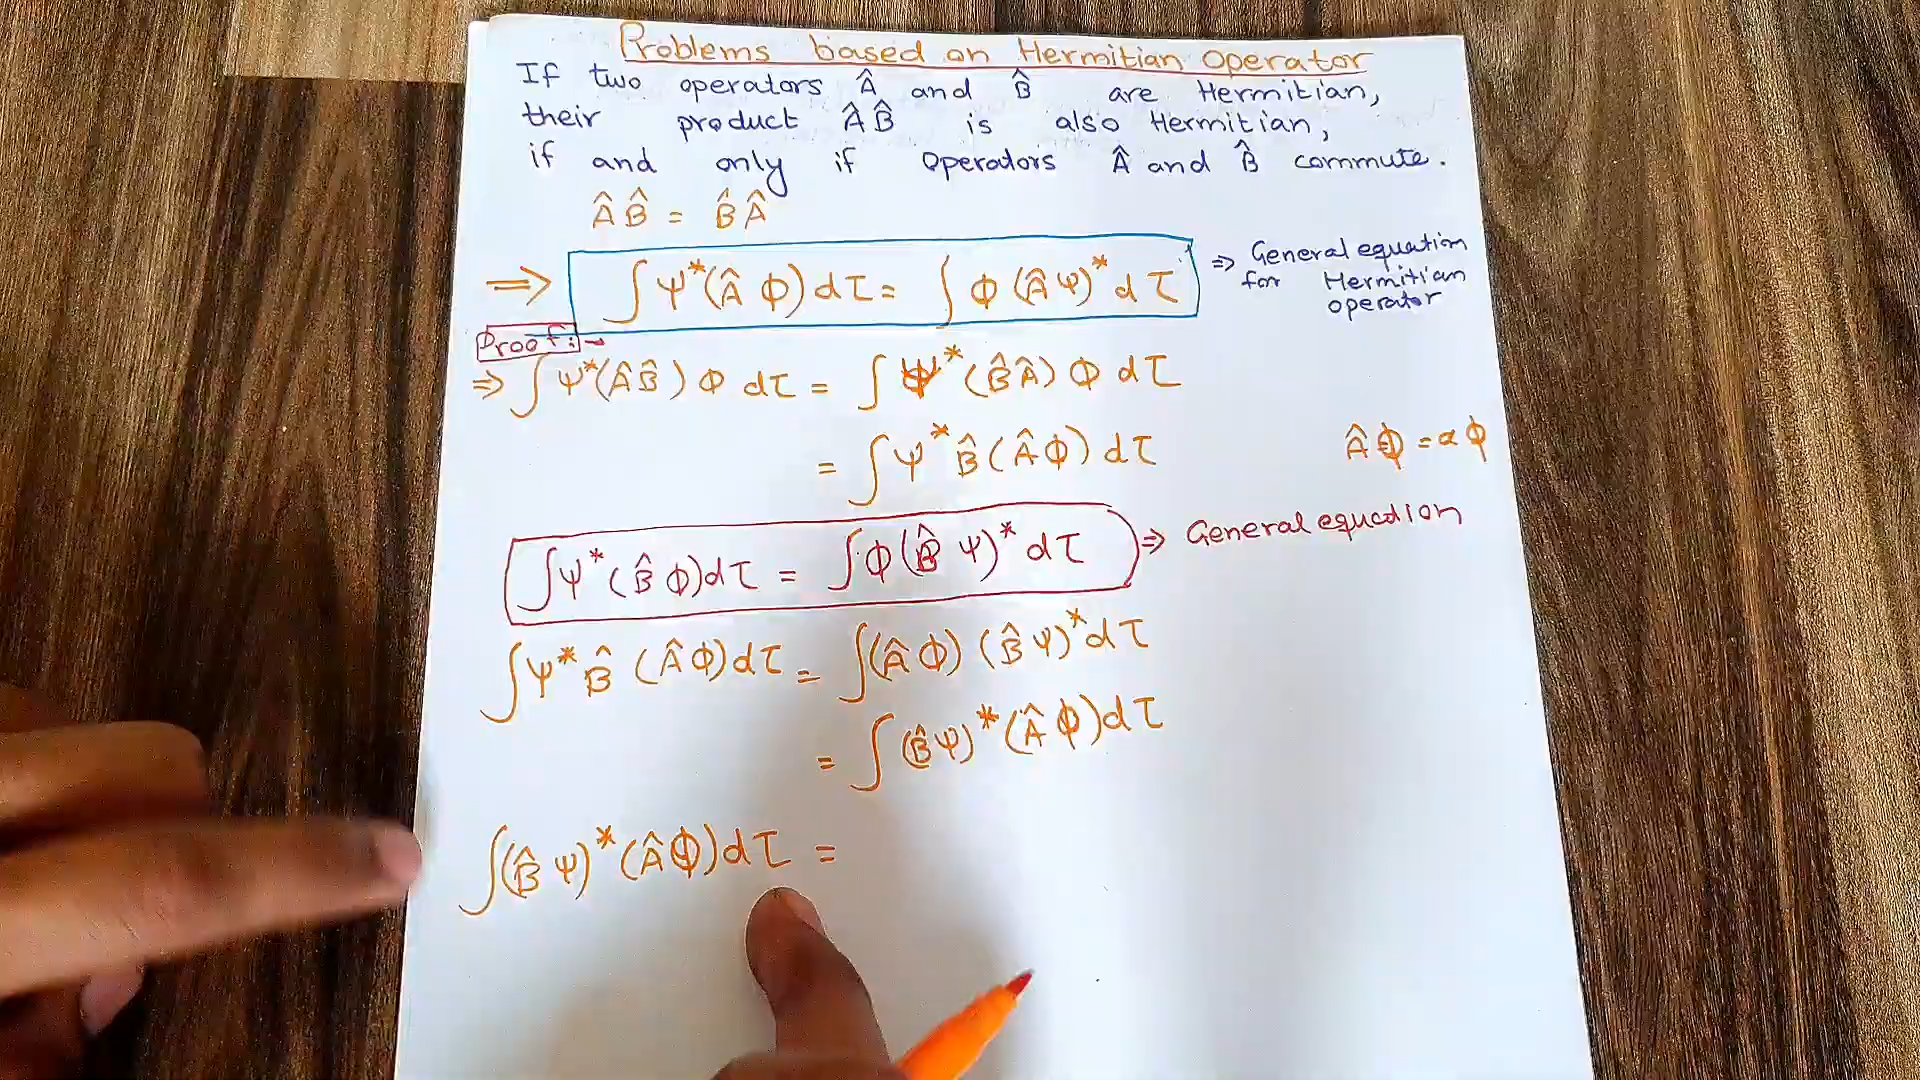 Problems based on Hermitian Operator
If two operators Â and B̂ are Hermitian,
their product ÂB̂ is also Hermitian,
if and only if Operators Â and B̂ commute.
ÂB̂ = B̂Â
⇒ ∫ψ*(Âϕ)dτ = ∫ϕ(Âψ)*dτ ⇒ General equation
for Hermitian
operator
Proof:-
⇒ ∫ψ*(ÂB̂)ϕ dτ = ∫ψ*(B̂Â)ϕ dτ
= ∫ψ*B̂(Âϕ)dτ Âϕ = αϕ
∫ψ*(B̂ϕ)dτ = ∫ϕ(B̂ψ)*dτ ⇒ General equation
∫ψ*B̂(Âϕ)dτ = ∫(Âϕ)(B̂ψ)*dτ
= ∫(B̂ψ)*(Âϕ)dτ
∫(B̂ψ)*(Âϕ)dτ =